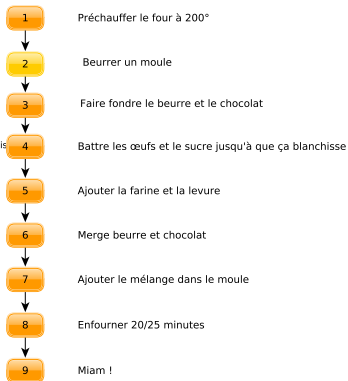 1 Préchauffer le four à 200°
2 Beurrer un moule
3 Faire fondre le beurre et le chocolat
is 4 Battre les œufs et le sucre jusqu'à que ça blanchisse
5 Ajouter la farine et la levure
6 Merge beurre et chocolat
7 Ajouter le mélange dans le moule
8 Enfourner 20/25 minutes
9 Miam !